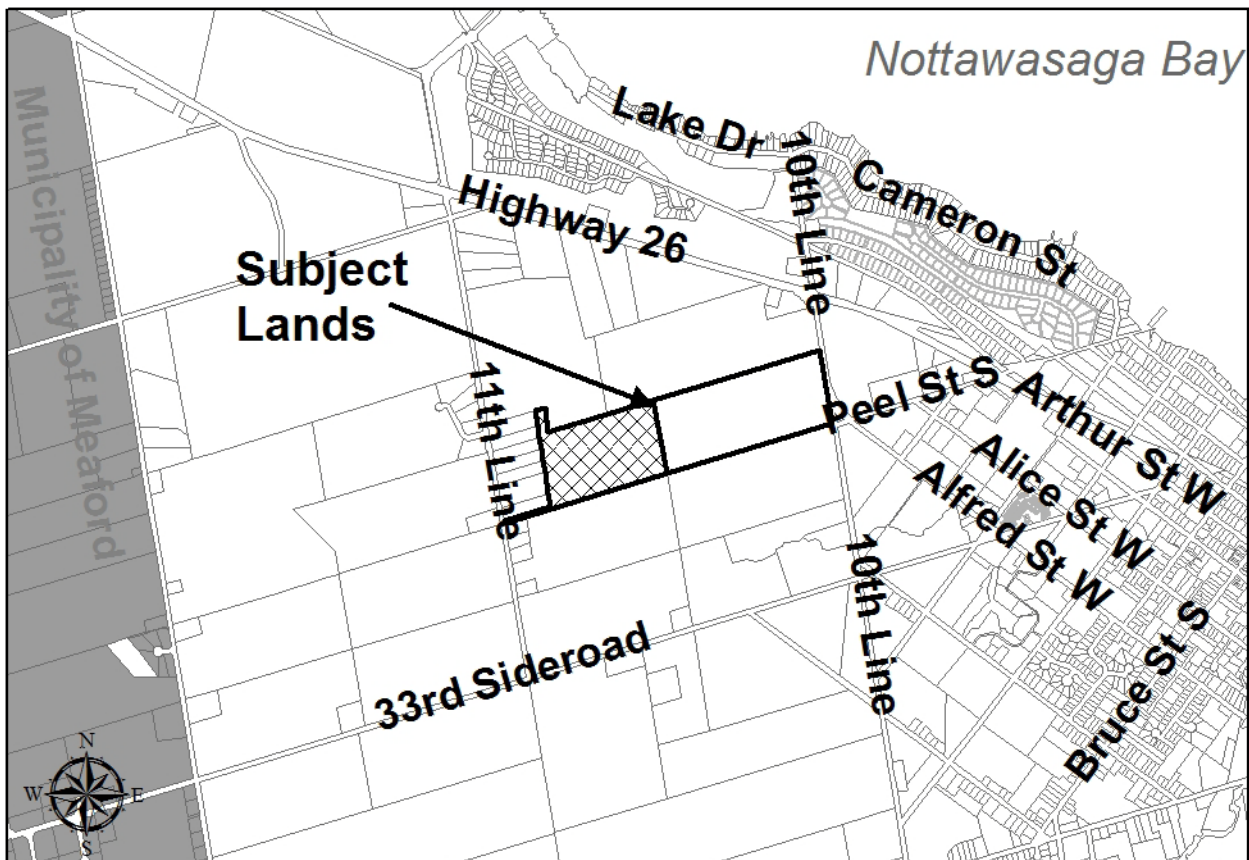 Nottawasaga Bay
Municipality of Meaford
Lake Dr
10th Line
Cameron St
Highway 26
Subject
Lands
11th Line
Peel St S
Arthur St W
Alice St W
Alfred St W
10th Line
33rd Sideroad
Bruce St S
N
W
E
S